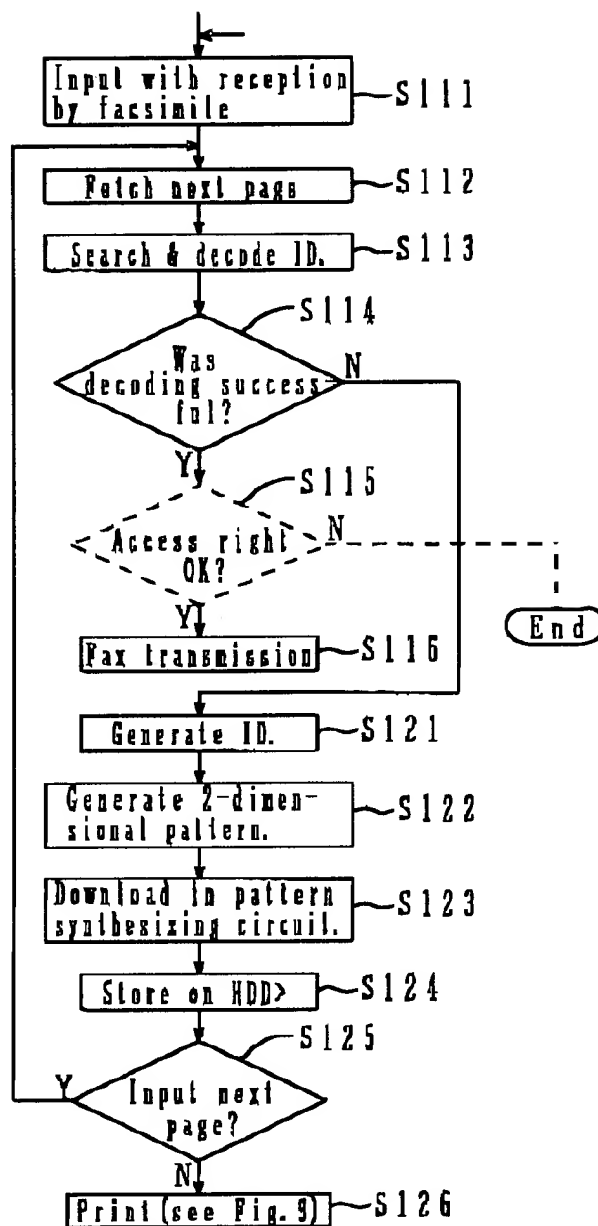 Input with reception
by facsimile
S111
Fetch next page
S112
Search & decode ID.
S113
S114
Was
decoding success
ful?
N
Y
S115
Access right
OK?
N
Y
End
Fax transmission
S116
Generate ID.
S121
Generate 2-dimen-
sional pattern.
S122
Download in pattern
synthesizing circuit.
S123
Store on HDD>
S124
S125
Y
Input next
page?
N
Print(see Fig. 9)
S126